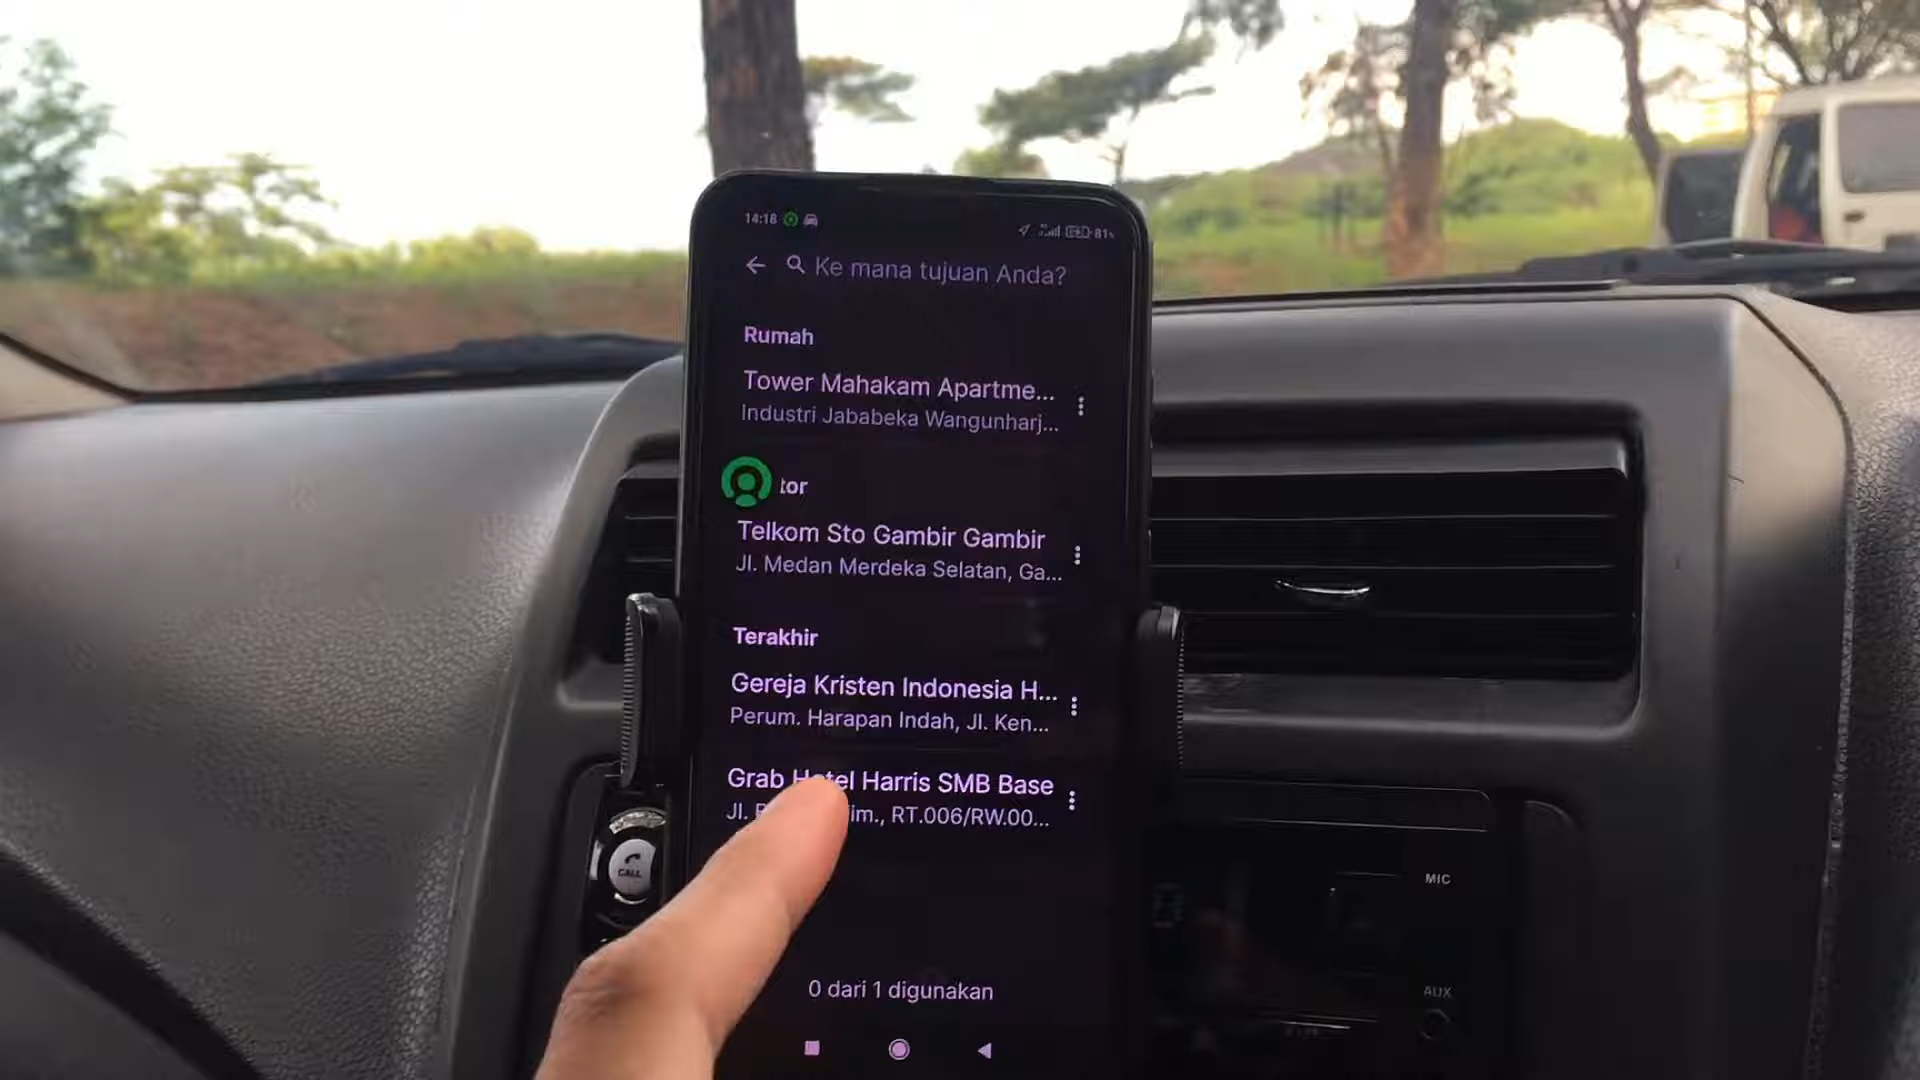 14:18
81%
Ke mana tujuan Anda?
Rumah
Tower Mahakam Apartme...
Industri Jababeka Wangunharj...
tor
Telkom Sto Gambir Gambir
Jl. Medan Merdeka Selatan, Ga...
Terakhir
Gereja Kristen Indonesia H...
Perum. Harapan Indah, Jl. Ken...
Grab Hotel Harris SMB Base
Jl. im., RT.006/RW.00...
CALL
MIC
0 dari 1 digunakan
AUX